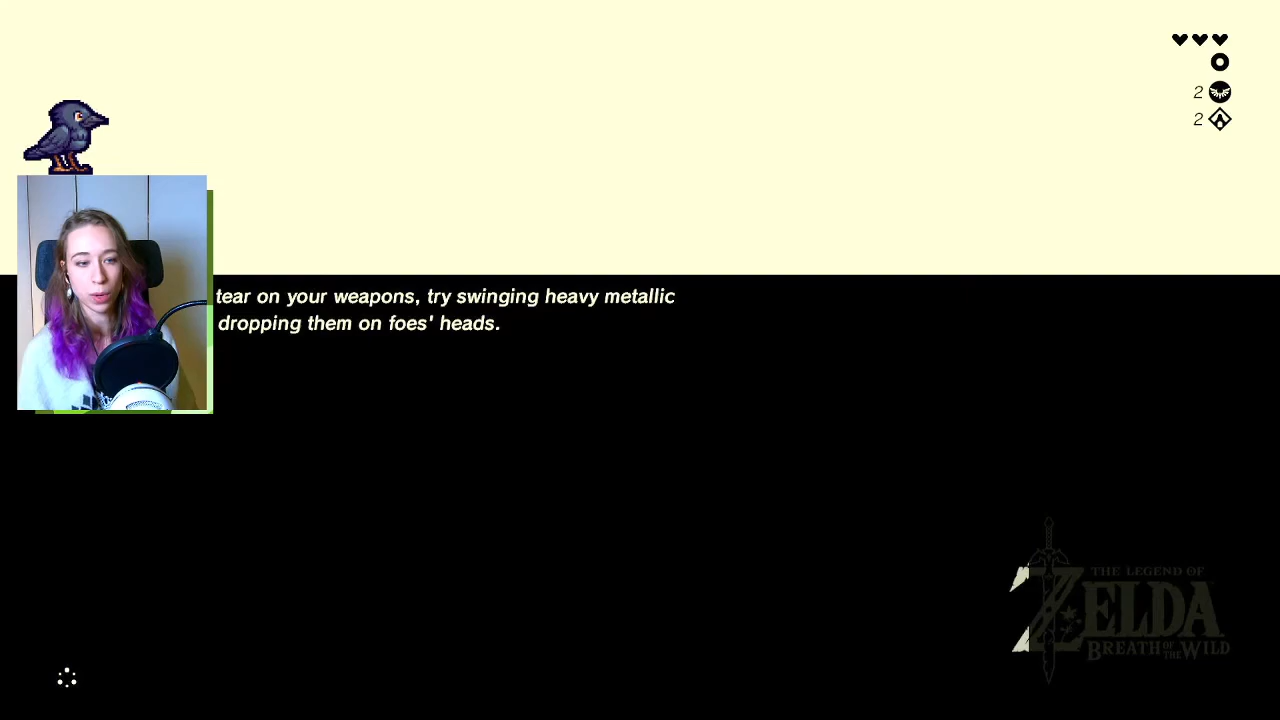 2
2
tear on your weapons, try swinging heavy metallic
dropping them on foes' heads.
THE LEGEND OF
ZELDA
BREATH OF THE WILD